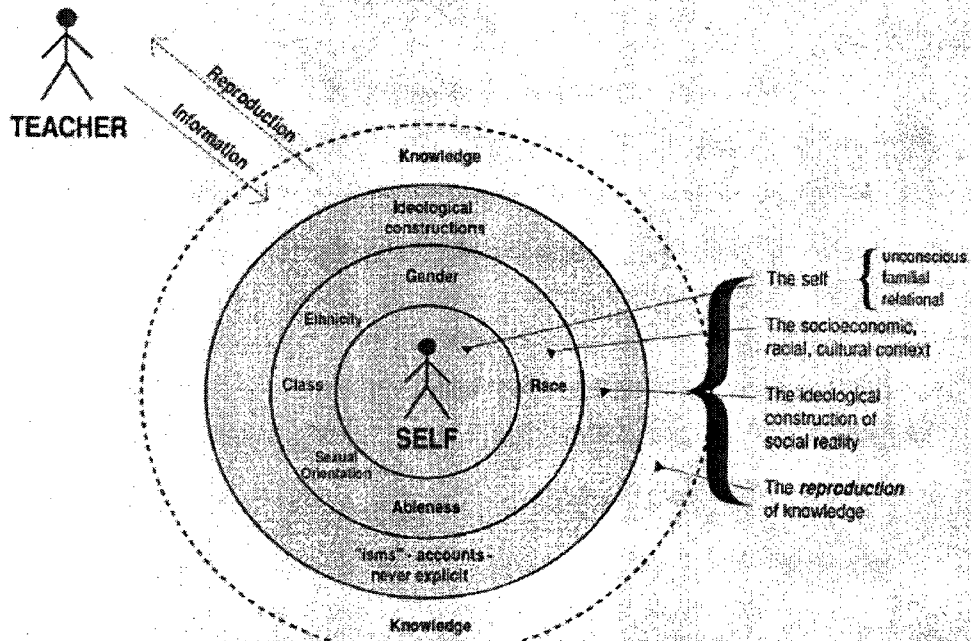 TEACHER
Reproduction
Information
Knowledge
Ideological
constructions
Gender
Ethnicity
Class
Race
SELF
Sexual
Orientation
Ableness
"isms" - accounts -
never explicit
Knowledge
The self
unconscious
familial
relational
The socioeconomic,
racial, cultural context
The ideological
construction of
social reality
The reproduction
of knowledge